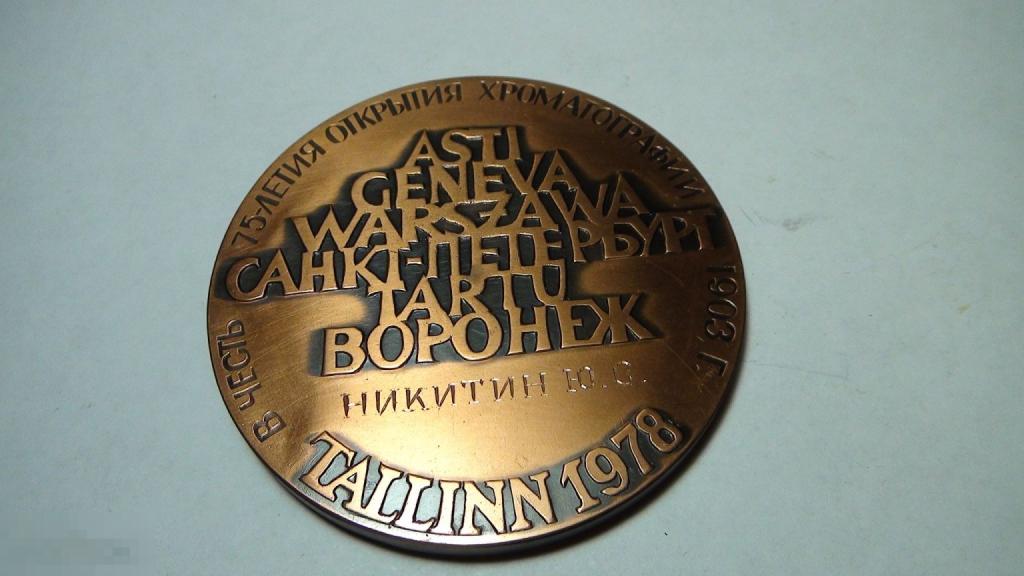 В ЧЕСТЬ 75-ЛЕТИЯ ОТКРЫТИЯ ХРОМАТОГРАФИИ 1903 Г.
ASTI
GENEVA
WARSZAWA
САНКТ-ПЕТЕРБУРГ
TARTU
ВОРОНЕЖ
НИКИТИН Ю.С.
TALLINN 1978